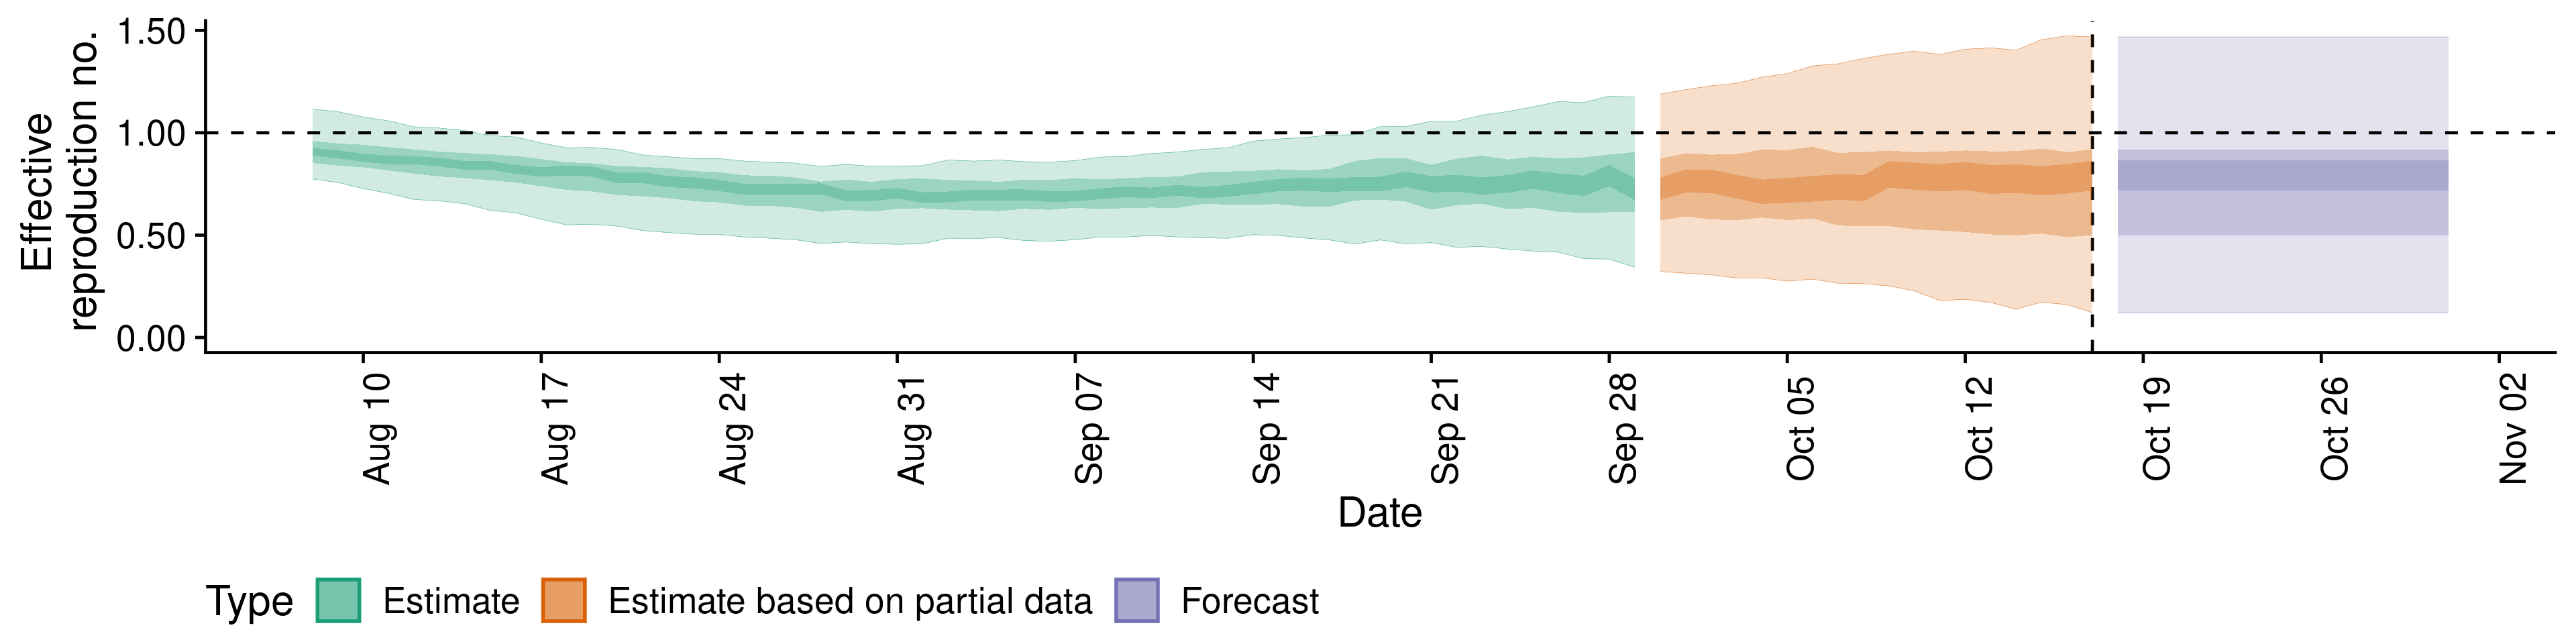 Effective
reproduction no.
1.50
1.00
0.50
0.00
Aug 10
Aug 17
Aug 24
Aug 31
Sep 07
Sep 14
Sep 21
Sep 28
Oct 05
Oct 12
Oct 19
Oct 26
Nov 02
Date
Type Estimate Estimate based on partial data Forecast